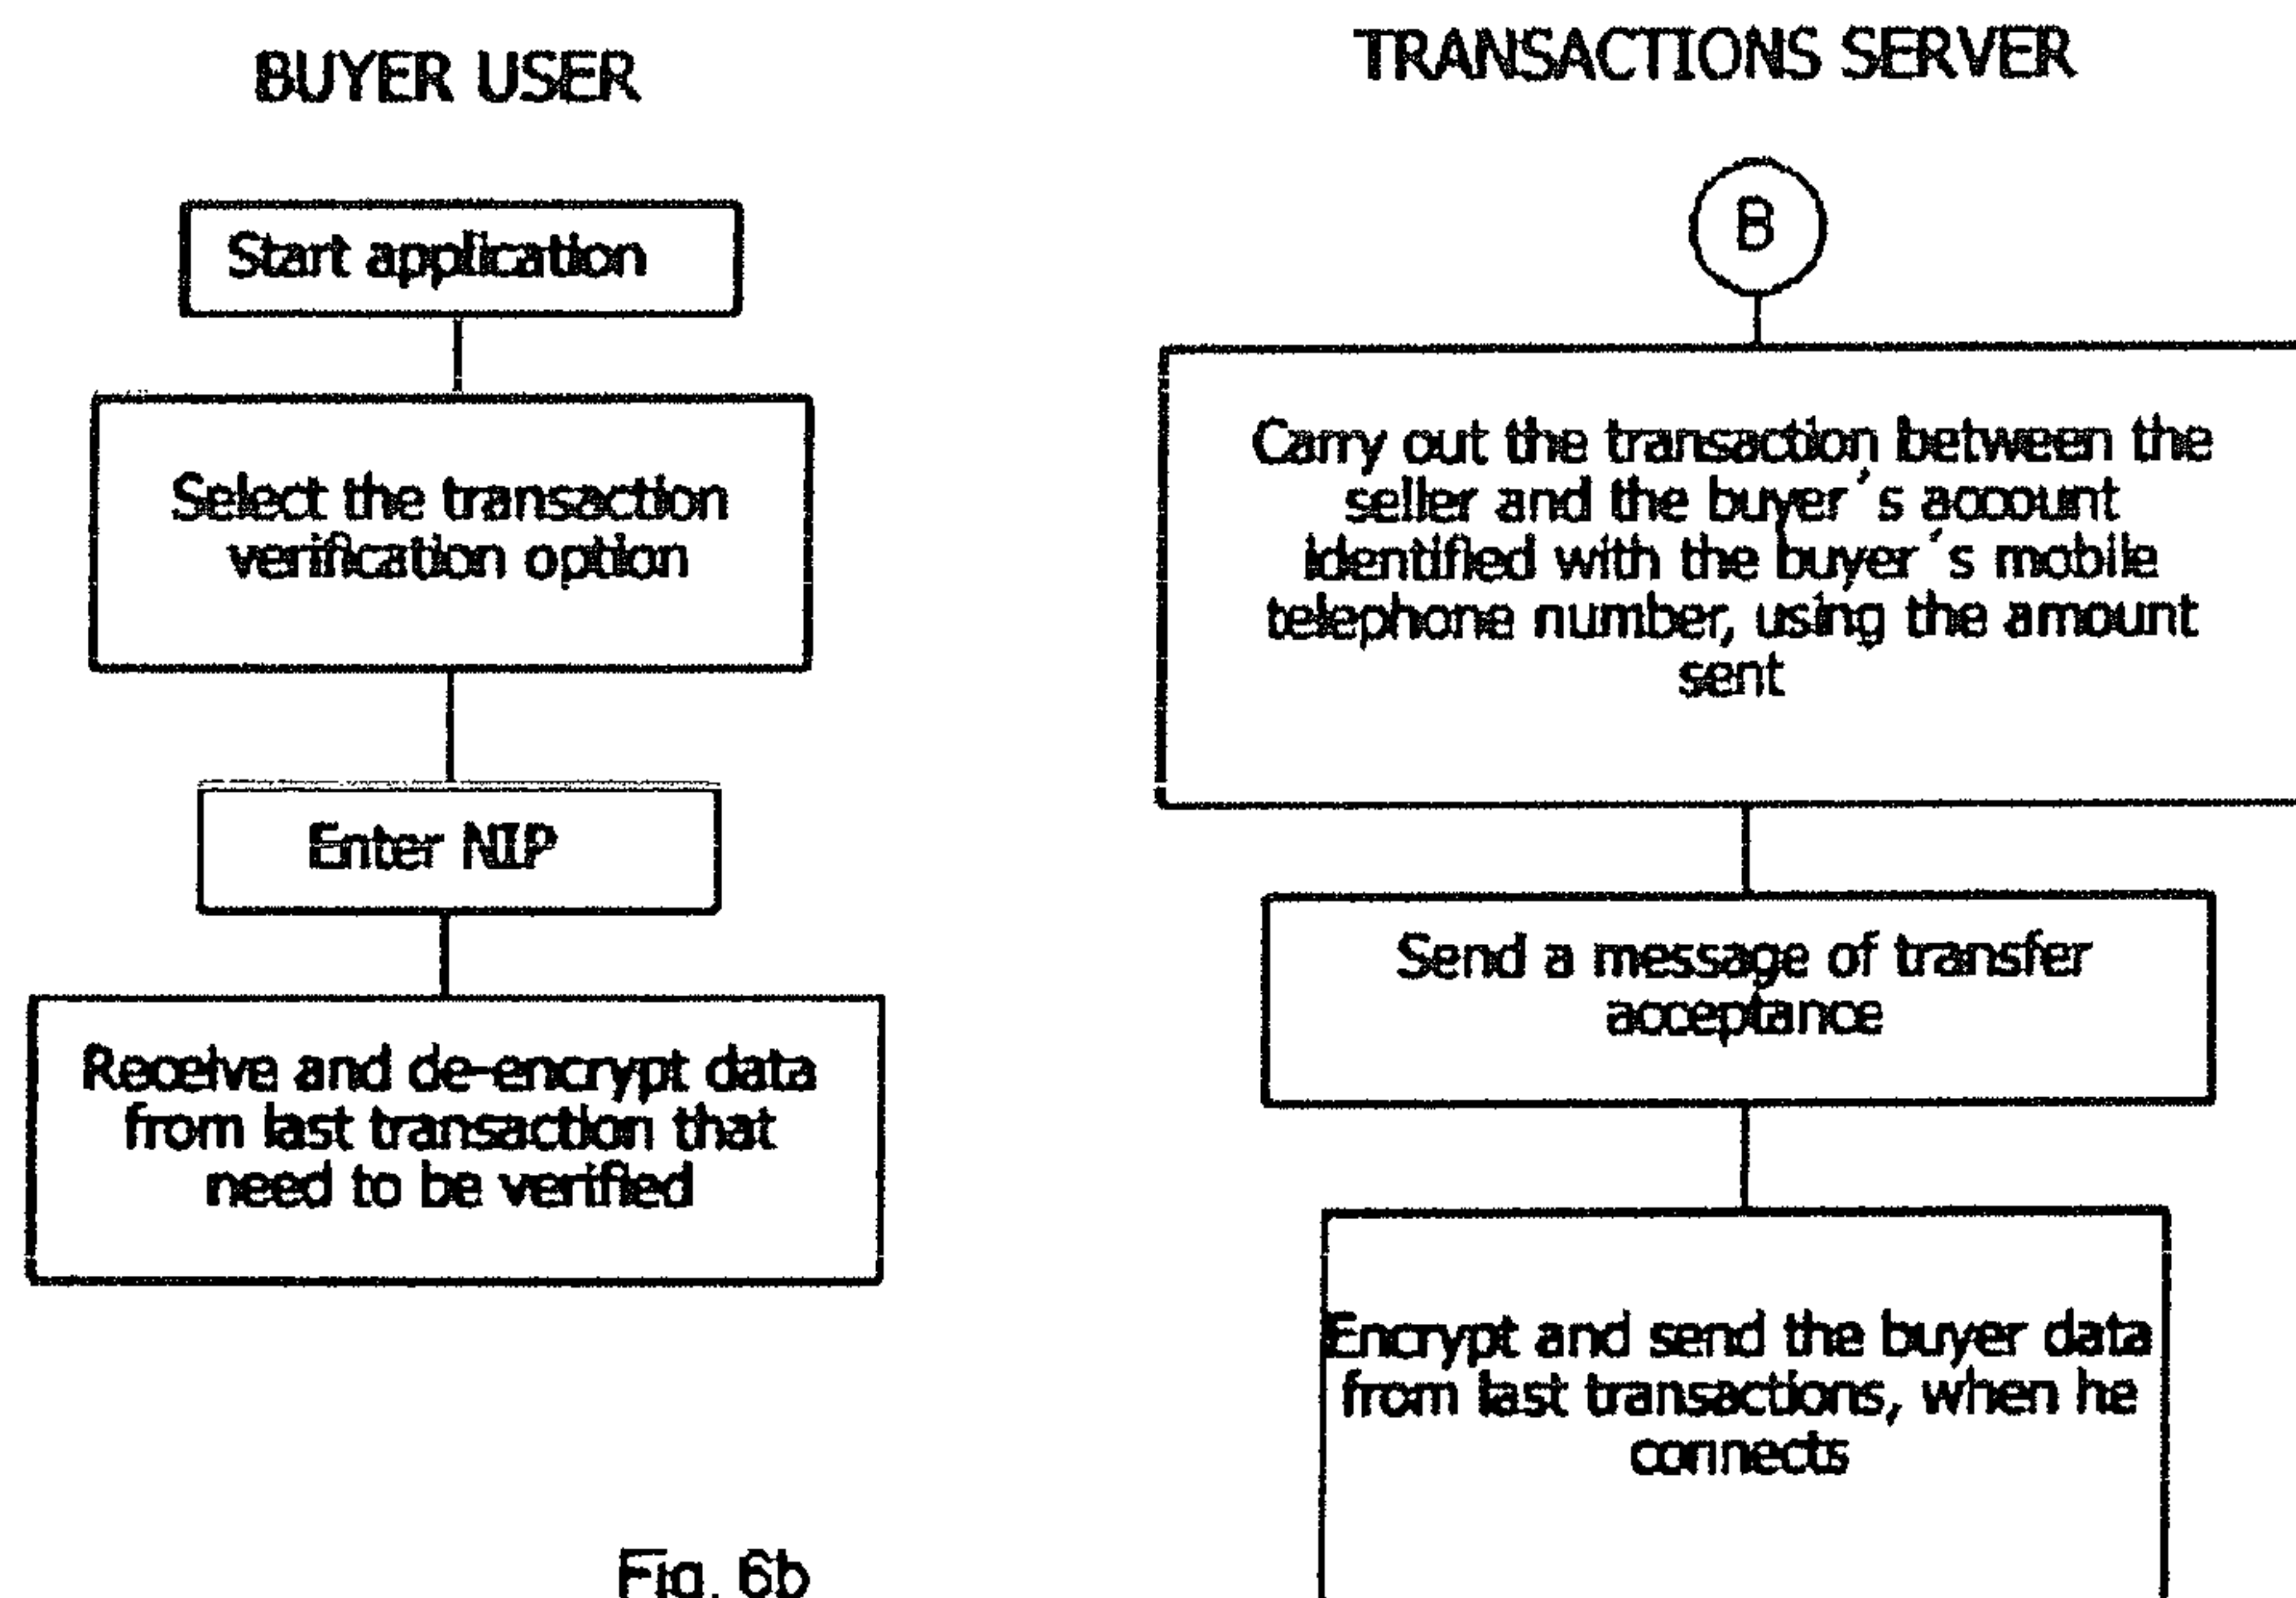 BUYER USER
Start application
Select the transaction
verification option
Enter NIP
Receive and de-encrypt data
from last transaction that
need to be verified
TRANSACTIONS SERVER
B
Carry out the transaction between the
seller and the buyer´s account
identified with the buyer´s mobile
telephone number, using the amount
sent
Send a message of transfer
acceptance
Encrypt and send the buyer data
from last transactions, when he
connects
Fig. 6b